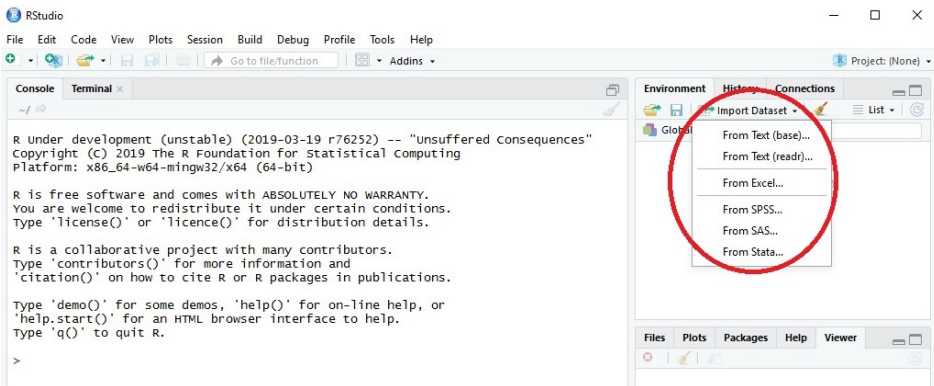 RStudio
File Edit Code View Plots Session Build Debug Profile Tools Help
Go to file/function Addins Project: (None)
Console Terminal
~/
R Under development (unstable) (2019-03-19 r76252) -- "Unsuffered Consequences"
Copyright (C) 2019 The R Foundation for Statistical Computing
Platform: x86_64-w64-mingw32/x64 (64-bit)
R is free software and comes with ABSOLUTELY NO WARRANTY.
You are welcome to redistribute it under certain conditions.
Type 'license()' or 'licence()' for distribution details.
R is a collaborative project with many contributors.
Type 'contributors()' for more information and
'citation()' on how to cite R or R packages in publications.
Type 'demo()' for some demos, 'help()' for on-line help, or
'help.start()' for an HTML browser interface to help.
Type 'q()' to quit R.
>
Environment History Connections
Import Dataset List
Global
From Text (base)...
From Text (readr)...
From Excel...
From SPSS...
From SAS...
From Stata...
Files Plots Packages Help Viewer